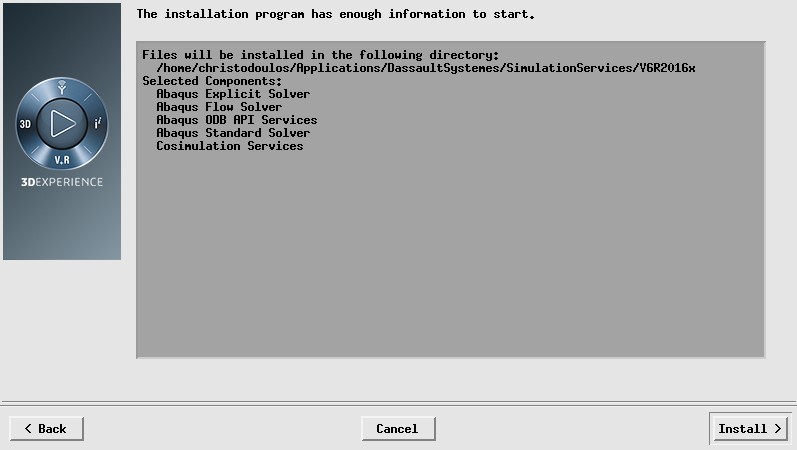 The installation program has enough information to start.
Files will be installed in the following directory:
/home/christodoulos/Applications/DassaultSystemes/SimulationServices/V6R2016x
Selected Components:
Abaqus Explicit Solver
Abaqus Flow Solver
Abaqus ODB API Services
Abaqus Standard Solver
Cosimulation Services
3D
i²
V.R
3DEXPERIENCE
< Back
Cancel
Install >